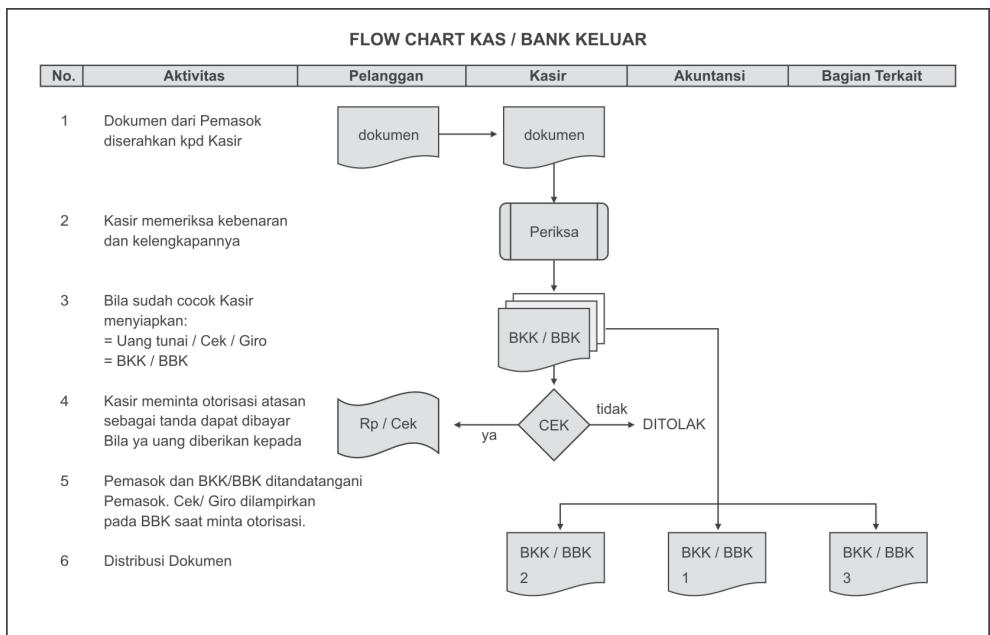 FLOW CHART KAS / BANK KELUAR
No. Aktivitas Pelanggan Kasir Akuntansi Bagian Terkait
1 Dokumen dari Pemasok
diserahkan kpd Kasir
dokumen dokumen
2 Kasir memeriksa kebenaran
dan kelengkapannya
Periksa
3 Bila sudah cocok Kasir
menyiapkan:
= Uang tunai / Cek / Giro
= BKK / BBK
BKK / BBK
4 Kasir meminta otorisasi atasan
sebagai tanda dapat dibayar
Bila ya uang diberikan kepada
Rp / Cek
ya
CEK
tidak
DITOLAK
5 Pemasok dan BKK/BBK ditandatangani
Pemasok. Cek/ Giro dilampirkan
pada BBK saat minta otorisasi.
6 Distribusi Dokumen
BKK / BBK
2
BKK / BBK
1
BKK / BBK
3